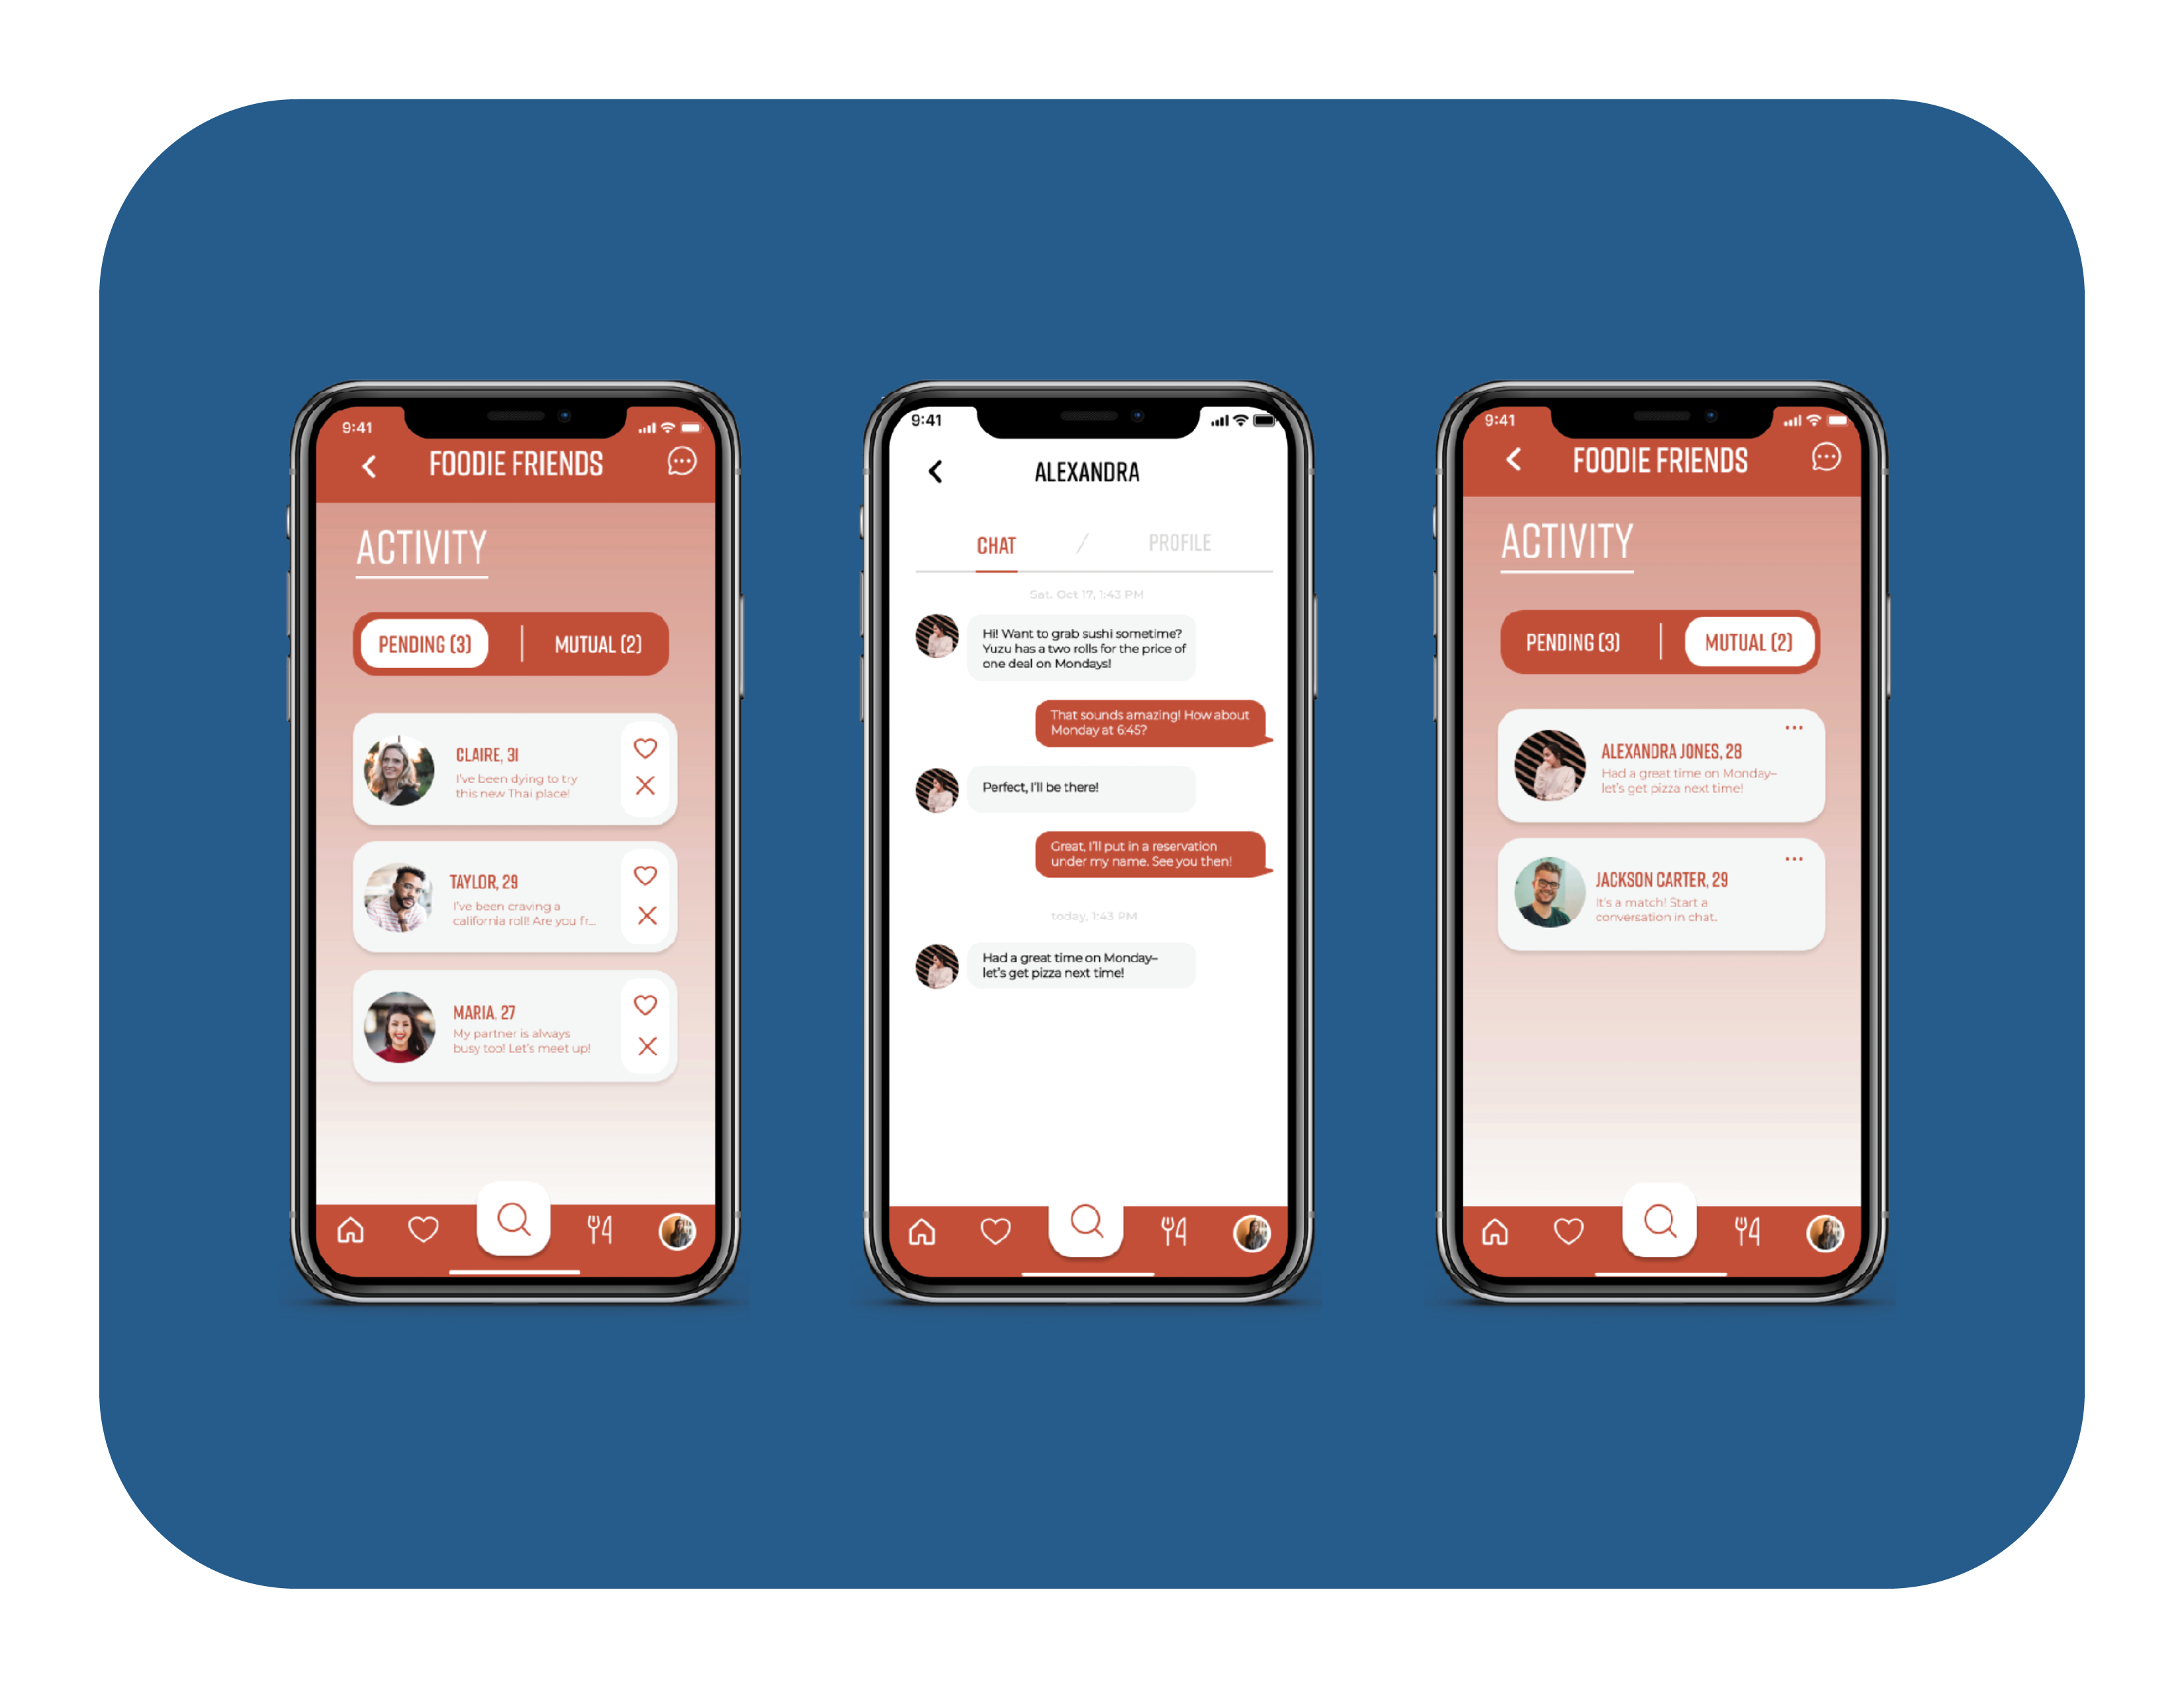 9:41
FOODIE FRIENDS
ACTIVITY
PENDING (3)
MUTUAL (2)
CLAIRE, 31
I've been dying to try
this new Thai place!
TAYLOR, 29
I've been craving a
california roll! Are you fr...
MARIA, 27
My partner is always
busy too! Let's meet up!
9:41
ALEXANDRA
CHAT / PROFILE
Sat. Oct 17, 1:43 PM
Hi! Want to grab sushi sometime?
Yuzu has a two rolls for the price of
one deal on Mondays!
That sounds amazing! How about
Monday at 6:45?
Perfect, I'll be there!
Great, I'll put in a reservation
under my name. See you then!
today, 1:43 PM
Had a great time on Monday–
let's get pizza next time!
9:41
FOODIE FRIENDS
ACTIVITY
PENDING (3)
MUTUAL (2)
ALEXANDRA JONES, 28
Had a great time on Monday–
let's get pizza next time!
JACKSON CARTER, 29
It's a match! Start a
conversation in chat.